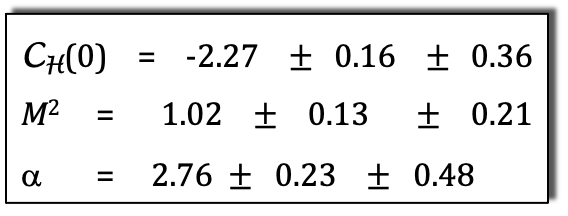 Cℋ(0) = -2.27 ± 0.16 ± 0.36
M² = 1.02 ± 0.13 ± 0.21
α = 2.76 ± 0.23 ± 0.48